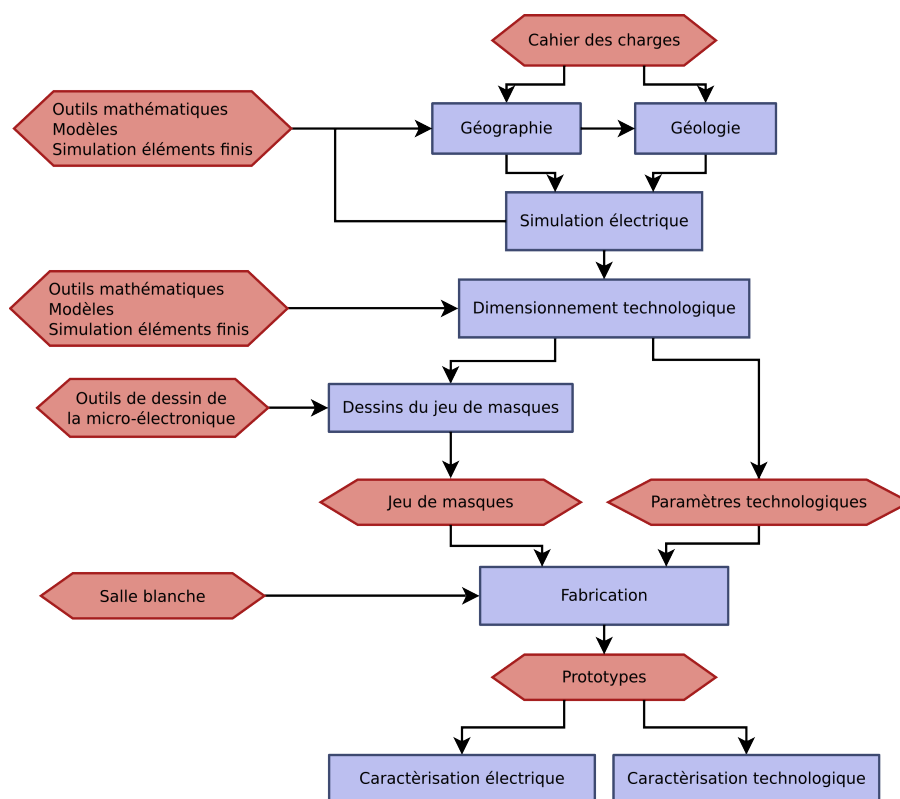 Cahier des charges
Outils mathématiques
Modèles
Simulation éléments finis
Géographie
Géologie
Simulation électrique
Outils mathématiques
Modèles
Simulation éléments finis
Dimensionnement technologique
Outils de dessin de
la micro-électronique
Dessins du jeu de masques
Jeu de masques
Paramètres technologiques
Salle blanche
Fabrication
Prototypes
Caractèrisation électrique
Caractèrisation technologique